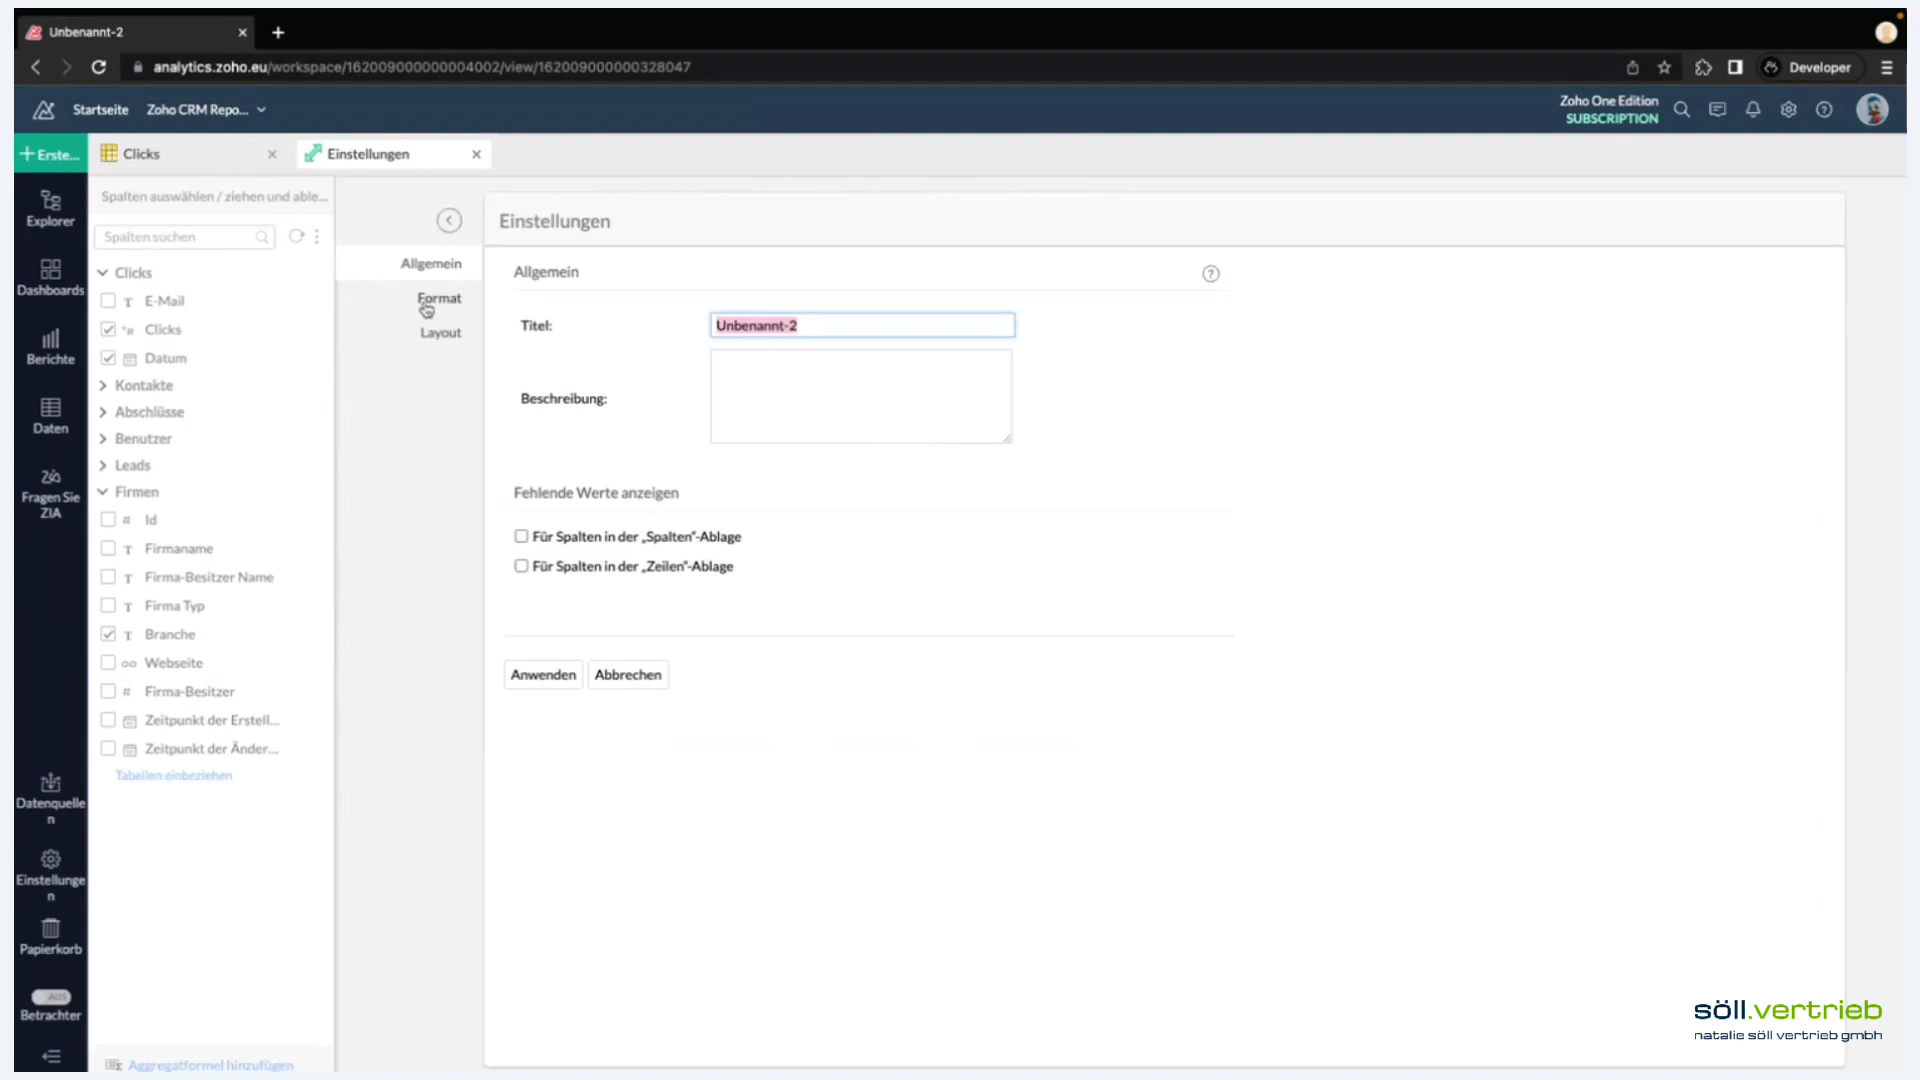 Unbenannt-2
analytics.zoho.eu/workspace/162009000000004002/view/162009000000328047
Developer
Startseite
Zoho CRM Repo...
Zoho One Edition
SUBSCRIPTION
+ Erste...
Clicks
Einstellungen
Explorer
Dashboards
Berichte
Daten
Fragen Sie
ZIA
Datenquelle
n
Einstellunge
n
Papierkorb
AUS
Betrachter
Spalten auswählen / ziehen und able...
Spalten suchen
Clicks
E-Mail
Clicks
Datum
Kontakte
Abschlüsse
Benutzer
Leads
Firmen
# Id
T Firmaname
T Firma-Besitzer Name
T Firma Typ
T Branche
Webseite
# Firma-Besitzer
Zeitpunkt der Erstell...
Zeitpunkt der Änder...
Tabellen einbeziehen
Aggregatformel hinzufügen
Allgemein
Format
Layout
Einstellungen
Allgemein
Titel:
Unbenannt-2
Beschreibung:
Fehlende Werte anzeigen
Für Spalten in der „Spalten“-Ablage
Für Spalten in der „Zeilen“-Ablage
Anwenden
Abbrechen
söll.vertrieb
natalie söll vertrieb gmbh